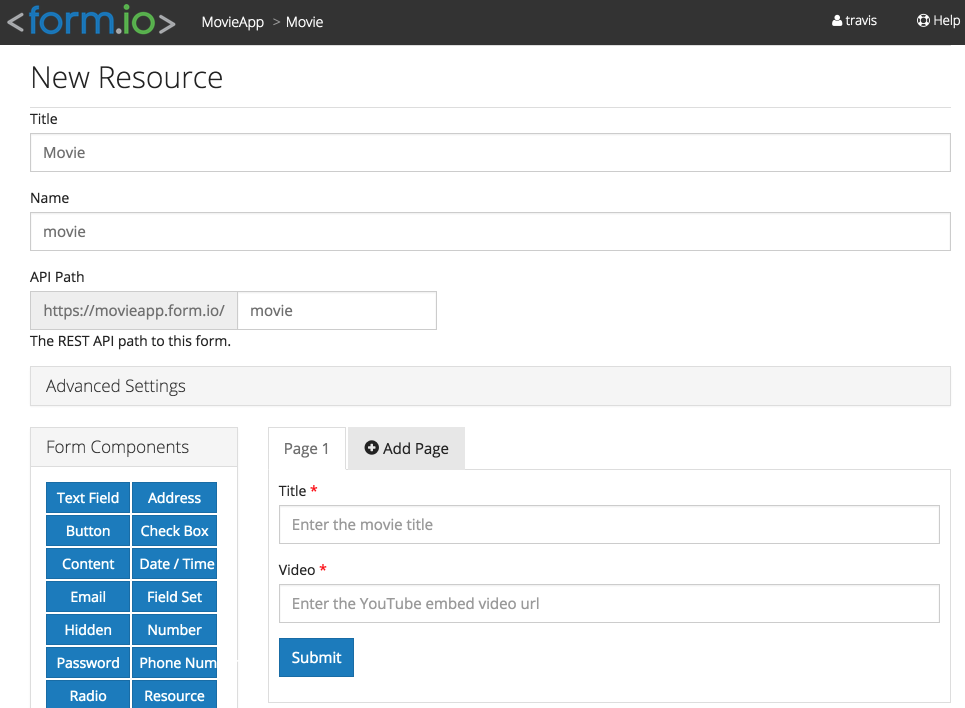 <form.io> MovieApp > Movie travis Help
New Resource
Title
Movie
Name
movie
API Path
https://movieapp.form.io/ movie
The REST API path to this form.
Advanced Settings
Form Components
Text Field Address
Button Check Box
Content Date / Time
Email Field Set
Hidden Number
Password Phone Num
Radio Resource
Page 1 Add Page
Title *
Enter the movie title
Video *
Enter the YouTube embed video url
Submit